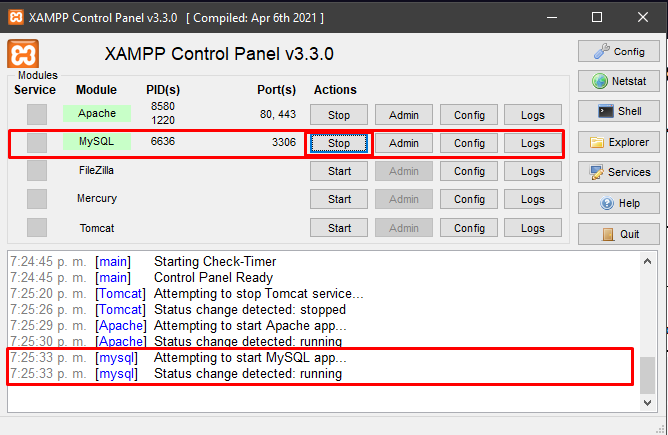 XAMPP Control Panel v3.3.0 [ Compiled: Apr 6th 2021 ]
XAMPP Control Panel v3.3.0
Config
Modules
Service Module PID(s) Port(s) Actions
Netstat
Apache 8580 1220 80, 443 Stop Admin Config Logs
Shell
MySQL 6636 3306 Stop Admin Config Logs
Explorer
FileZilla Start Admin Config Logs
Services
Mercury Start Admin Config Logs
Help
Tomcat Start Admin Config Logs
Quit
7:24:45 p. m. [main] Starting Check-Timer
7:24:45 p. m. [main] Control Panel Ready
7:25:20 p. m. [Tomcat] Attempting to stop Tomcat service...
7:25:26 p. m. [Tomcat] Status change detected: stopped
7:25:29 p. m. [Apache] Attempting to start Apache app...
7:25:30 p. m. [Apache] Status change detected: running
7:25:33 p. m. [mysql] Attempting to start MySQL app...
7:25:33 p. m. [mysql] Status change detected: running